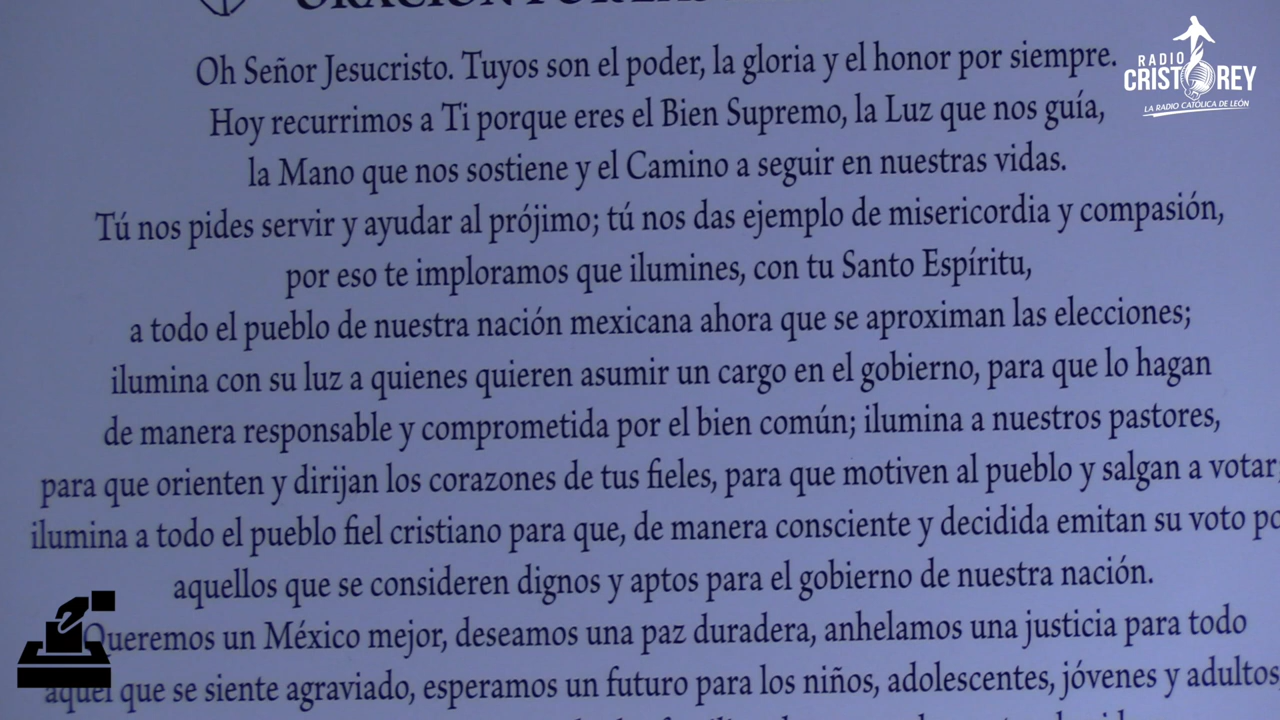 Oh Señor Jesucristo. Tuyos son el poder, la gloria y el honor por siempre.
Hoy recurrimos a Ti porque eres el Bien Supremo, la Luz que nos guía,
la Mano que nos sostiene y el Camino a seguir en nuestras vidas.
Tú nos pides servir y ayudar al prójimo; tú nos das ejemplo de misericordia y compasión,
por eso te imploramos que ilumines, con tu Santo Espíritu,
a todo el pueblo de nuestra nación mexicana ahora que se aproximan las elecciones;
ilumina con su luz a quienes quieren asumir un cargo en el gobierno, para que lo hagan
de manera responsable y comprometida por el bien común; ilumina a nuestros pastores,
para que orienten y dirijan los corazones de tus fieles, para que motiven al pueblo y salgan a votar;
ilumina a todo el pueblo fiel cristiano para que, de manera consciente y decidida emitan su voto
aquellos que se consideren dignos y aptos para el gobierno de nuestra nación.
Queremos un México mejor, deseamos una paz duradera, anhelamos una justicia para todo
aquel que se siente agraviado, esperamos un futuro para los niños, adolescentes, jóvenes y adultos
RADIO
CRISTO REY
LA RADIO CATÓLICA DE LEÓN